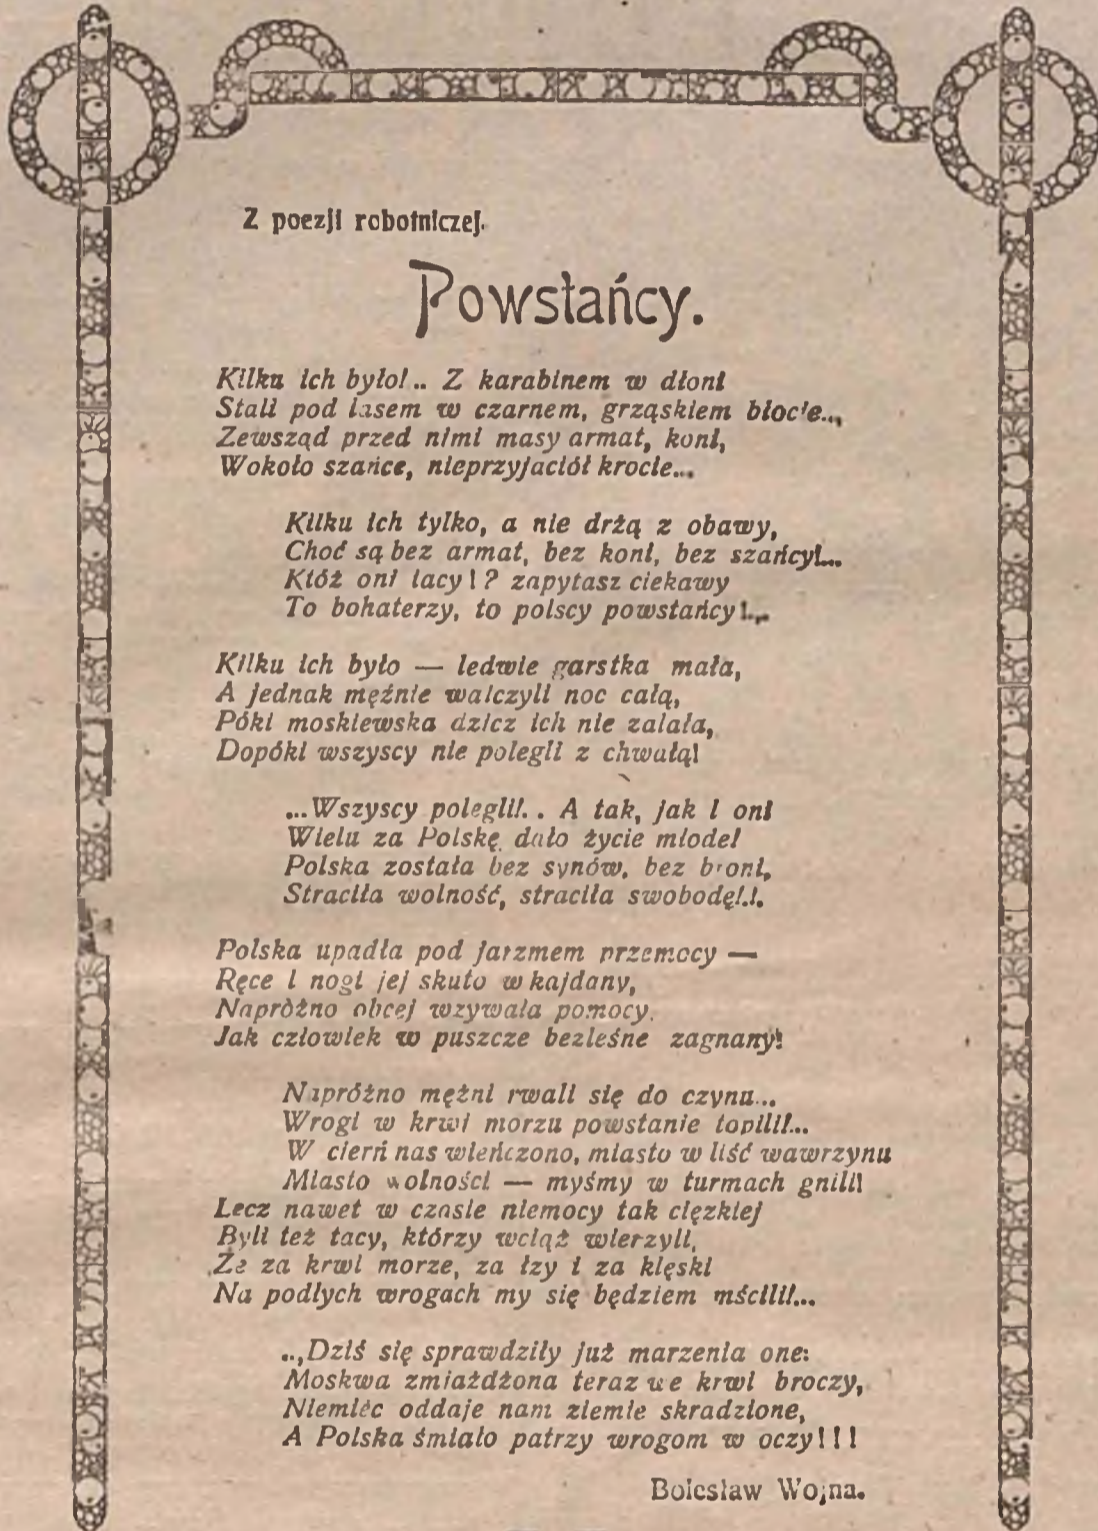 Z poezji robotniczej.
Powstańcy.
Kilku ich było!.. Z karabinem w dłoni
Stali pod lasem w czarnem, grząskiem błocie...
Zewsząd przed nimi masy armat, koni,
Wokoło szańce, nieprzyjaciół krocie...
Kilku ich tylko, a nie drżą z obawy,
Choć są bez armat, bez koni, bez szańcy!...
Któż oni tacy!? zapytasz ciekawy
To bohaterzy, to polscy powstańcy!...
Kilku ich było — ledwie garstka mała,
A jednak mężnie walczyli noc całą,
Póki moskiewska dzicz ich nie zalała,
Dopóki wszyscy nie polegli z chwałą!
...Wszyscy polegli!.. A tak, jak i oni
Wielu za Polskę dało życie młode!
Polska została bez synów, bez broni,
Straciła wolność, straciła swobodę!..
Polska upadła pod jarzmem przemocy —
Ręce i nogi jej skuto w kajdany,
Napróżno obcej wzywała pomocy,
Jak człowiek w puszcze bezleśne zagnany!
Napróżno mężni rwali się do czynu...
Wrogi w krwi morzu powstanie topili!...
W cierń nas wieńczono, miasto w liść wawrzynu
Miasto wolności — myśmy w turmach gnili!
Lecz nawet w czasie niemocy tak ciężkiej
Byli też tacy, którzy wciąż wierzyli,
Że za krwi morze, za łzy i za klęski
Na podłych wrogach my się będziem mścili!...
...Dziś się sprawdziły już marzenia one:
Moskwa zmiażdżona teraz we krwi broczy,
Niemiec oddaje nam ziemie skradzione,
A Polska śmiało patrzy wrogom w oczy!!!
Bolesław Wojna.